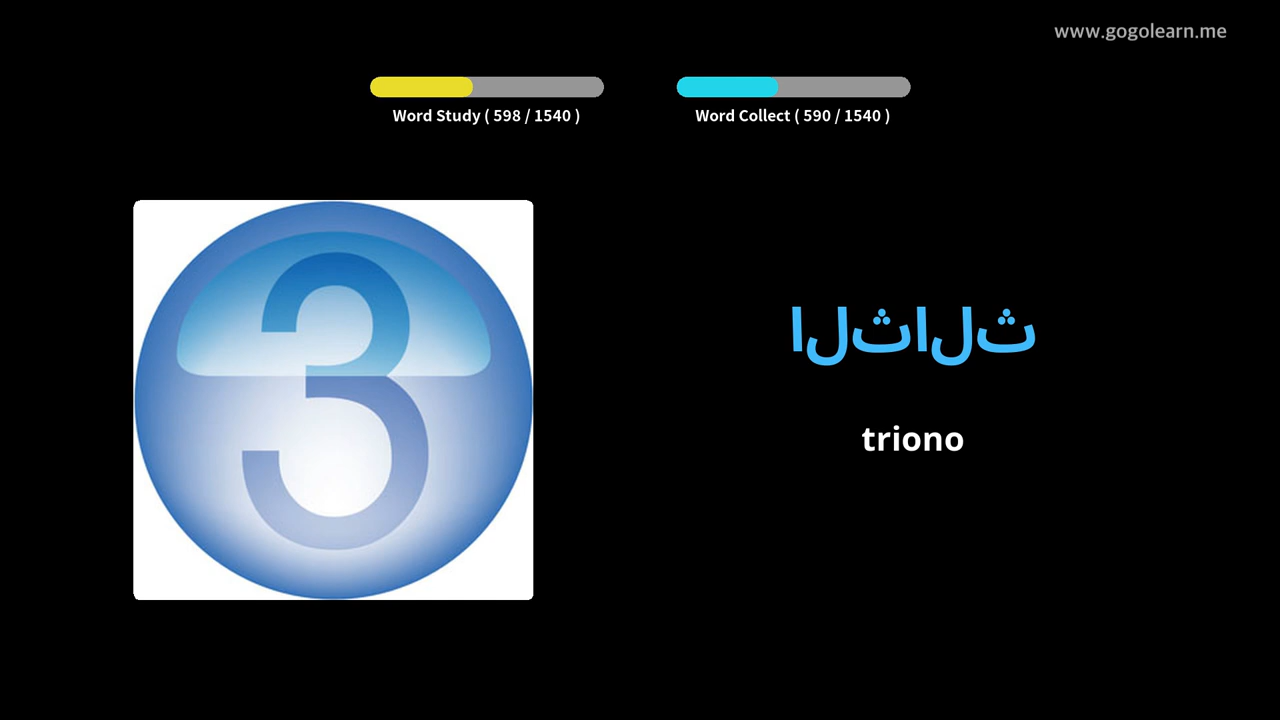 www.gogolearn.me
Word Study ( 598 / 1540 )
Word Collect ( 590 / 1540 )
3
الثالث
triono